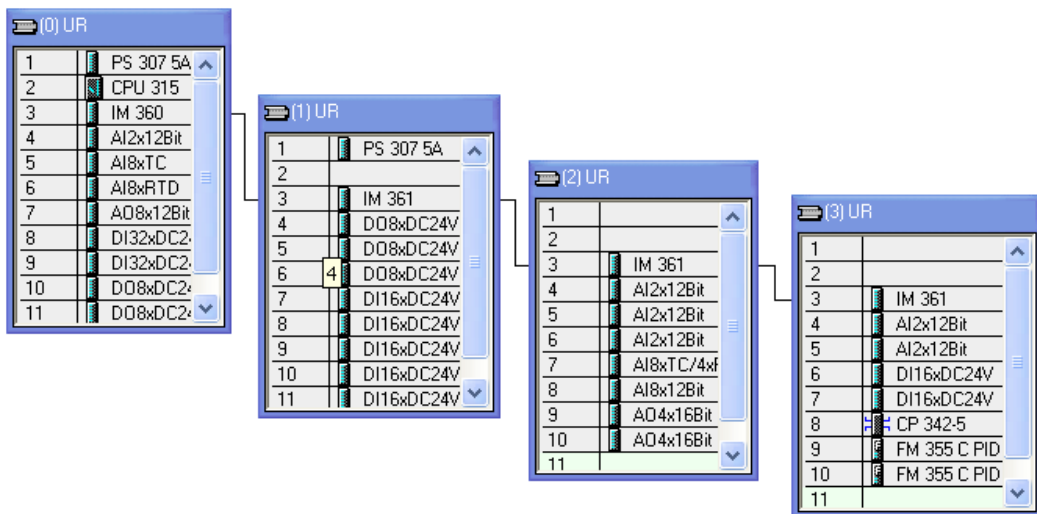 (0) UR
1 PS 307 5A
2 CPU 315
3 IM 360
4 AI2x12Bit
5 AI8xTC
6 AI8xRTD
7 AO8x12Bit
8 DI32xDC2
9 DI32xDC2
10 DO8xDC2
11 DO8xDC2
(1) UR
1 PS 307 5A
2
3 IM 361
4 DO8xDC24V
5 DO8xDC24V
6 4 DO8xDC24V
7 DI16xDC24V
8 DI16xDC24V
9 DI16xDC24V
10 DI16xDC24V
11 DI16xDC24V
(2) UR
1
2
3 IM 361
4 AI2x12Bit
5 AI2x12Bit
6 AI2x12Bit
7 AI8xTC/4x
8 AI8x12Bit
9 AO4x16Bit
10 AO4x16Bit
11
(3) UR
1
2
3 IM 361
4 AI2x12Bit
5 AI2x12Bit
6 DI16xDC24V
7 DI16xDC24V
8 CP 342-5
9 FM 355 C PID
10 FM 355 C PID
11